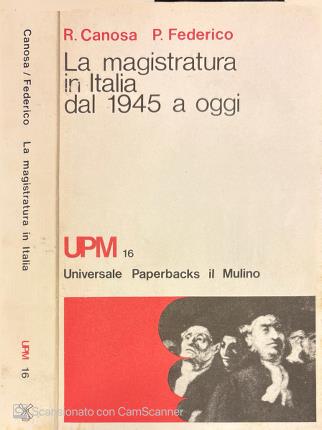 R. Canosa P. Federico
La magistratura
in Italia
dal 1945 a oggi
UPM 16
Universale Paperbacks il Mulino
Canosa / Federico La magistratura in Italia
UPM 16
CS Scansionato con CamScanner